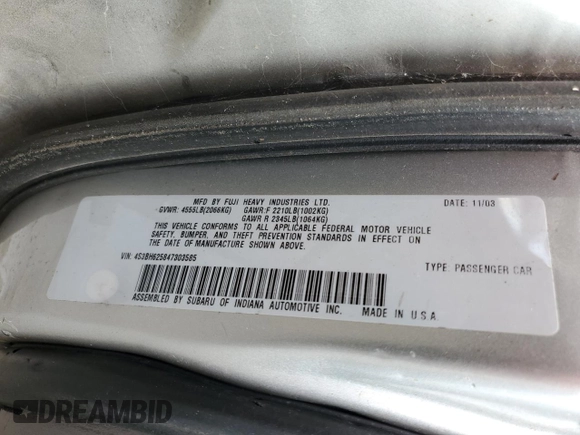 MFD BY FUJI HEAVY INDUSTRIES LTD. DATE: 11/03
GVWR: 4555LB(2066KG) GAWR:F 2210LB(1002KG)
GAWR R 2345LB(1064KG)
THIS VEHICLE CONFORMS TO ALL APPLICABLE FEDERAL MOTOR VEHICLE
SAFETY, BUMPER, AND THEFT PREVENTION STANDARDS IN EFFECT ON
THE DATE OF MANUFACTURE SHOWN ABOVE.
VIN: 4S3BH625847303585 TYPE: PASSENGER CAR
ASSEMBLED BY SUBARU OF INDIANA AUTOMOTIVE INC. MADE IN U.S.A
DREAMBID